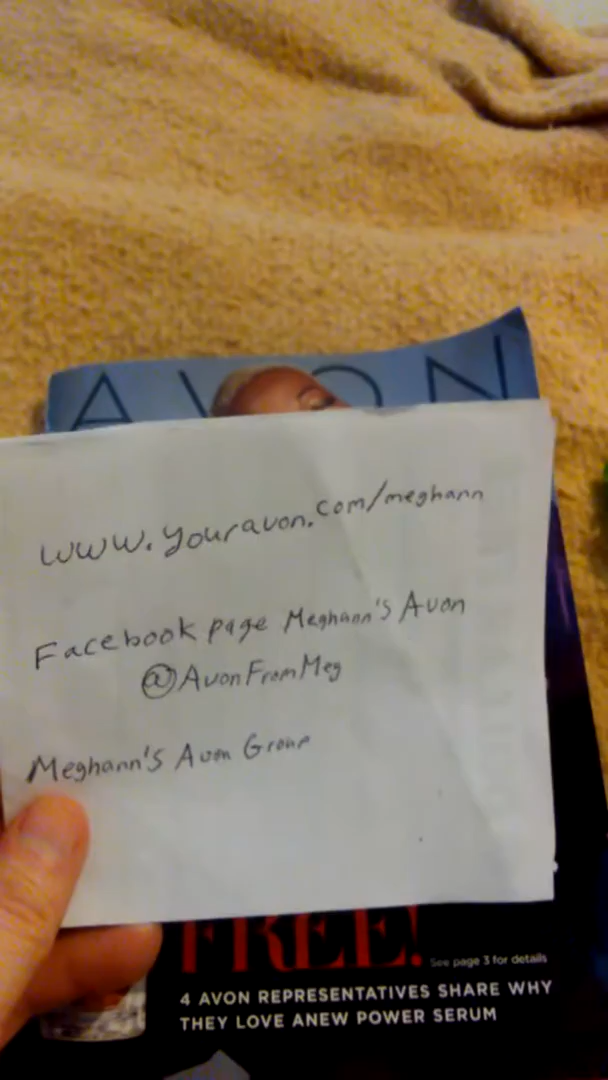 AVON
www.youravon.com/meghann
Facebook page Meghann's Avon
@AvonFromMeg
Meghann's Avon Group
FREE!
See page 3 for details
4 AVON REPRESENTATIVES SHARE WHY
THEY LOVE ANEW POWER SERUM